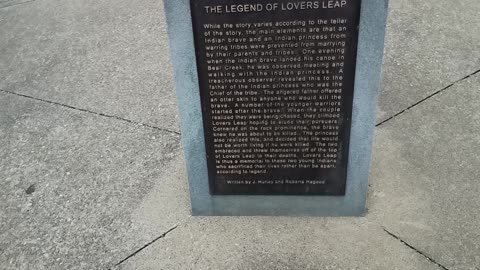 THE LEGEND OF LOVERS LEAP
While the story varies according to the teller
of the story, the main elements are that an
Indian brave and an Indian princess from
warring tribes were prevented from marrying
by their parents and tribes. One evening
when the Indian brave landed his canoe in
Bear Creek, he was observed meeting and
walking with the Indian princess. A
treacherous observer revealed this to the
father of the Indian princess who was the
Chief of the tribe. The angered father offered
an otter skin to anyone who would kill the
brave. A number of the younger warriors
started after the brave. When the couple
realized they were being chased, they climbed
Lovers Leap hoping to elude their pursuers.
Cornered on the rock prominence, the brave
knew he was about to be killed. The princess
also realized this, and decided that life would
not be worth living if he were killed. The two
embraced and threw themselves off of the top
of Lovers Leap to their deaths. Lovers Leap
is thus a memorial to these two young Indians
who sacrificed their lives rather than be apart,
according to legend.
Written by J. Hurley and Roberta Hagood